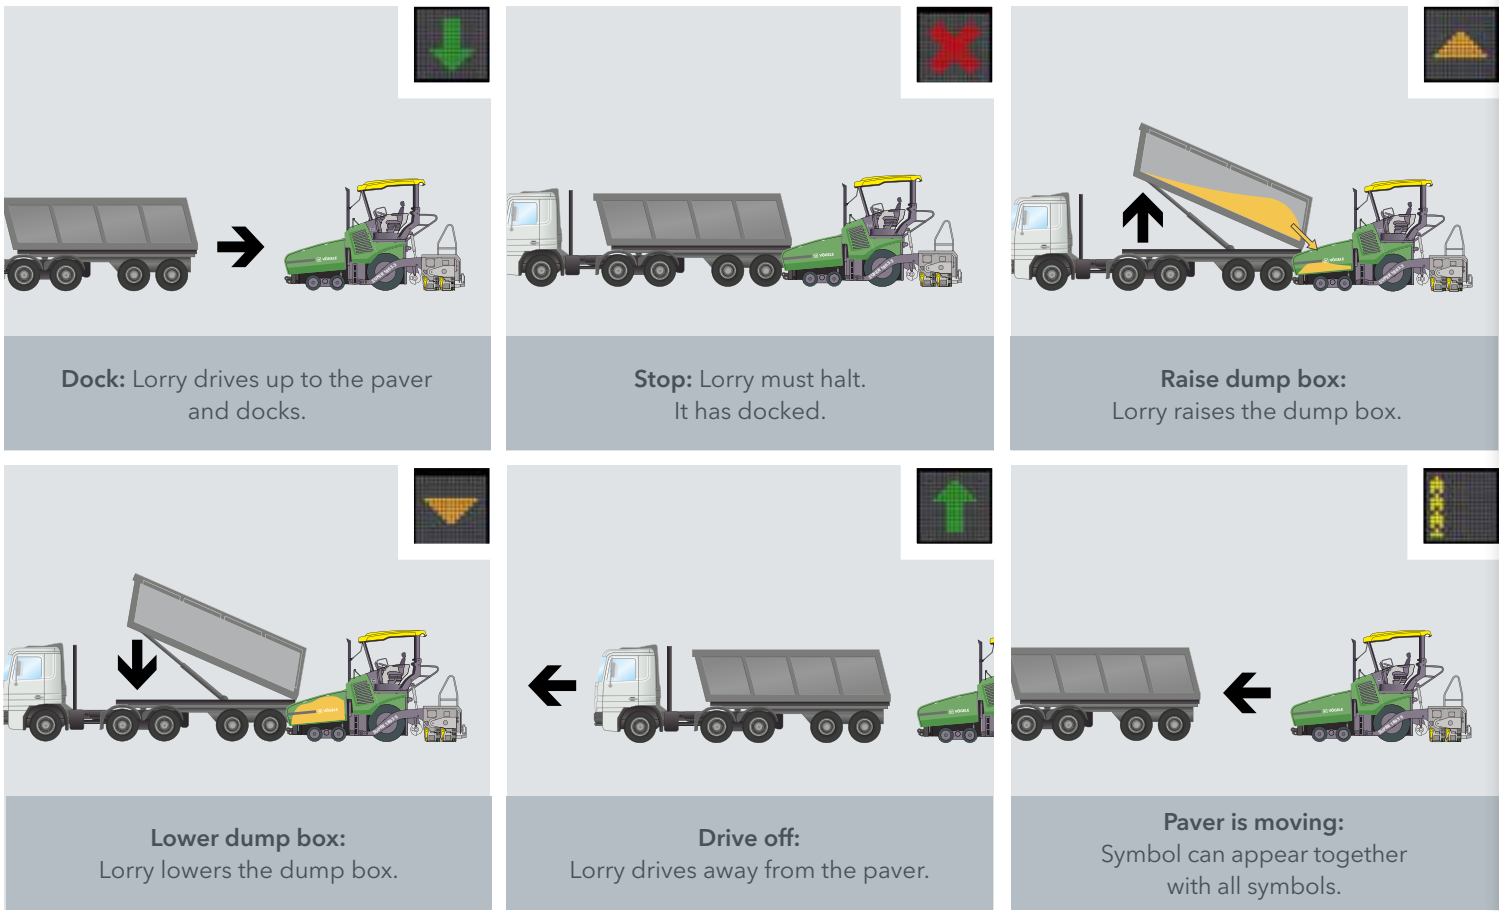 Dock: Lorry drives up to the paver
and docks.
Stop: Lorry must halt.
It has docked.
Raise dump box:
Lorry raises the dump box.
Lower dump box:
Lorry lowers the dump box.
Drive off:
Lorry drives away from the paver.
Paver is moving:
Symbol can appear together
with all symbols.